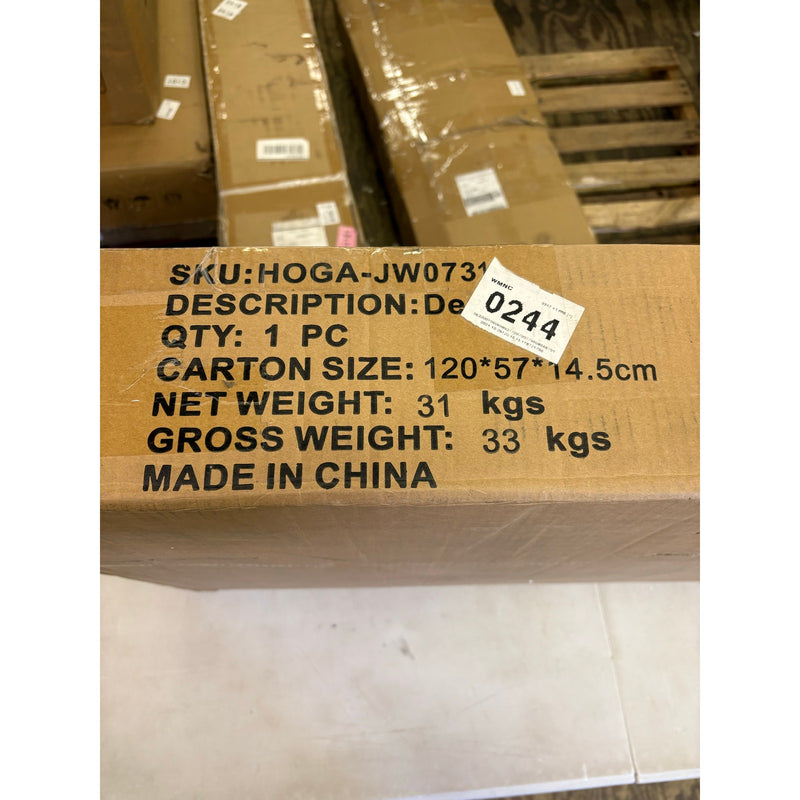 SKU:HOGA-JW0731
DESCRIPTION:De
QTY: 1 PC
CARTON SIZE: 120*57*14.5cm
NET WEIGHT: 31 kgs
GROSS WEIGHT: 33 kgs
MADE IN CHINA
WMNC
0244